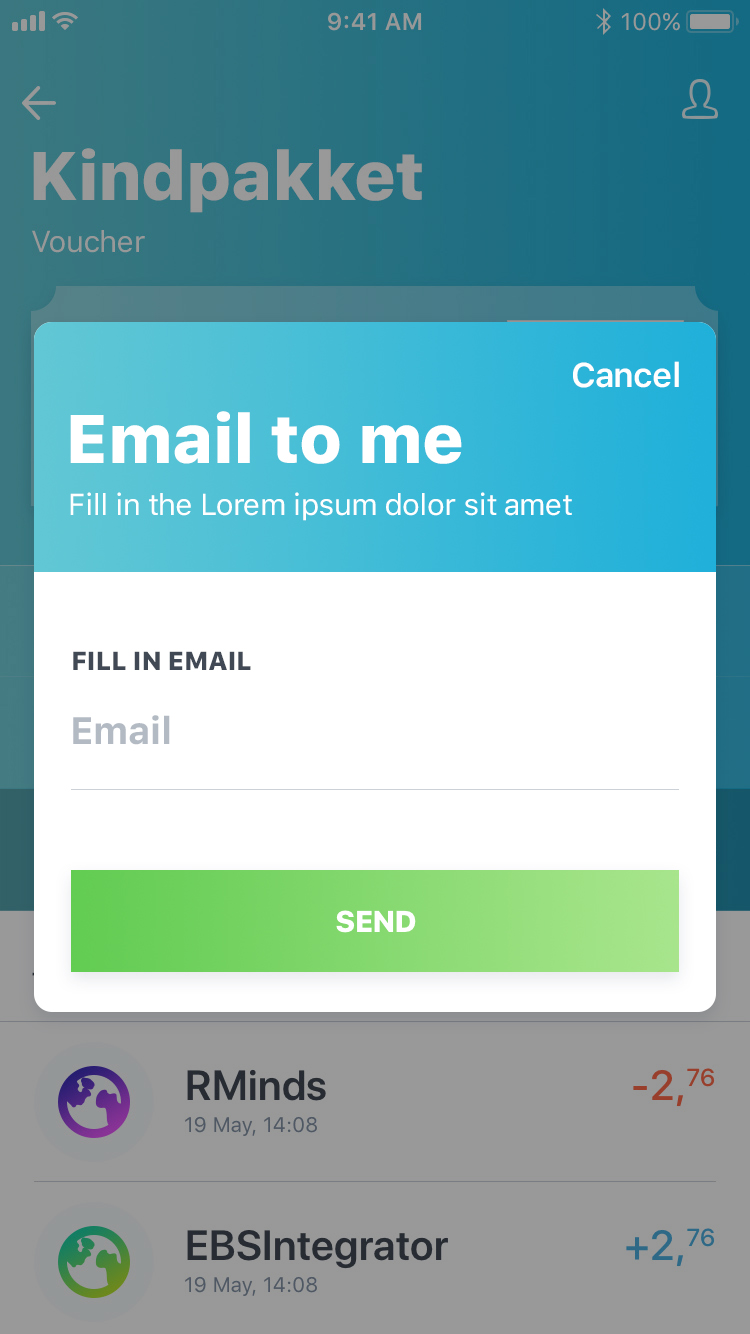 9:41 AM
100%
Kindpakket
Voucher
Cancel
Email to me
Fill in the Lorem ipsum dolor sit amet
FILL IN EMAIL
Email
SEND
RMinds
-2,76
19 May, 14:08
EBSIntegrator
+2,76
19 May, 14:08